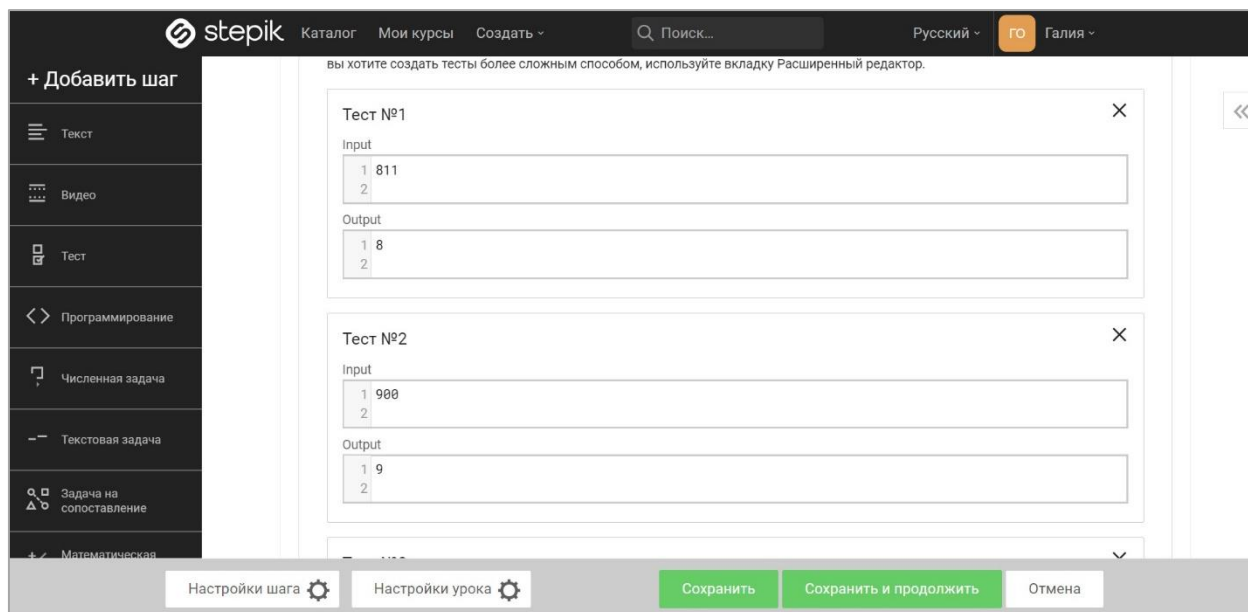 stepik Каталог Мои курсы Создать Поиск... Русский ГО Галия
вы хотите создать тесты более сложным способом, используйте вкладку Расширенный редактор.
+ Добавить шаг
Текст
Видео
Тест
Программирование
Численная задача
Текстовая задача
Задача на
сопоставление
Математическая
Тест №1
Input
1 811
2
Output
1 8
2
Тест №2
Input
1 900
2
Output
1 9
2
Настройки шага Настройки урока Сохранить Сохранить и продолжить Отмена